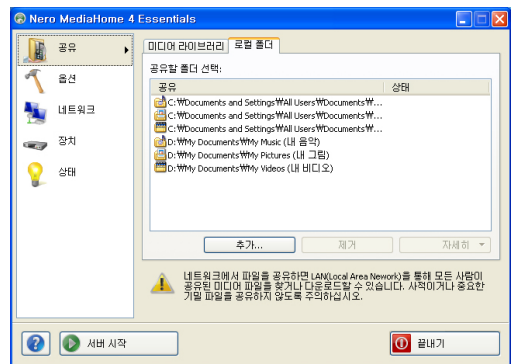 Nero MediaHome 4 Essentials
공유
옵션
네트워크
장치
상태
미디어 라이브러리 로컬 폴더
공유할 폴더 선택:
공유 상태
C:₩Documents and Settings₩All Users₩Documents₩...
C:₩Documents and Settings₩All Users₩Documents₩...
C:₩Documents and Settings₩All Users₩Documents₩...
D:₩My Documents₩My Music (내 음악)
D:₩My Documents₩My Pictures (내 그림)
D:₩My Documents₩My Videos (내 비디오)
추가... 제거 자세히
네트워크에서 파일을 공유하면 LAN(Local Area Nework)을 통해 모든 사람이
공유된 미디어 파일을 찾거나 다운로드할 수 있습니다. 사적이거나 중요한
기밀 파일을 공유하지 않도록 주의하십시오.
서버 시작 끝내기